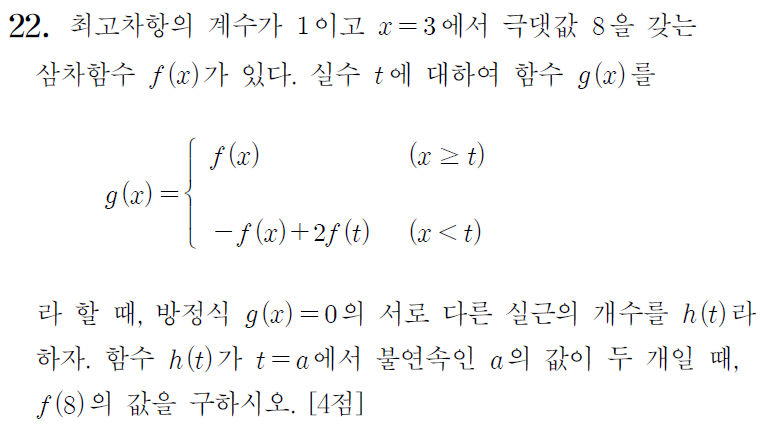 22. 최고차항의 계수가 1이고 x=3에서 극댓값 8을 갖는
삼차함수 f(x)가 있다. 실수 t에 대하여 함수 g(x)를
g(x)={ f(x) (x≥t)
-f(x)+2f(t) (x<t)
라 할 때, 방정식 g(x)=0의 서로 다른 실근의 개수를 h(t)라
하자. 함수 h(t)가 t=a에서 불연속인 a의 값이 두 개일 때,
f(8)의 값을 구하시오. [4점]